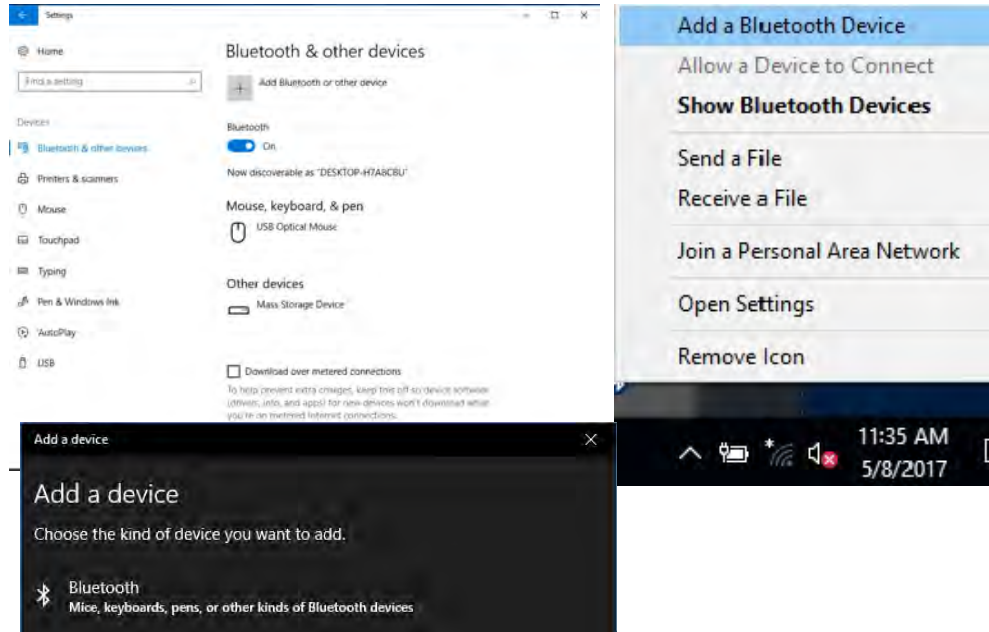 Settings
Home
Find a setting
Devices
Bluetooth & other devices
Printers & scanners
Mouse
Touchpad
Typing
Pen & Windows Ink
AutoPlay
USB
Bluetooth & other devices
Add Bluetooth or other device
Bluetooth
On
Now discoverable as "DESKTOP-H7ABCBU"
Mouse, keyboard, & pen
USB Optical Mouse
Other devices
Mass Storage Device
Download over metered connections
To help prevent extra charges, keep this off so device software
(drivers, info, and apps) for new devices won't download while
you're on metered Internet connections.
Add a Bluetooth Device
Allow a Device to Connect
Show Bluetooth Devices
Send a File
Receive a File
Join a Personal Area Network
Open Settings
Remove Icon
11:35 AM
5/8/2017
Add a device
Add a device
Choose the kind of device you want to add.
Bluetooth
Mice, keyboards, pens, or other kinds of Bluetooth devices